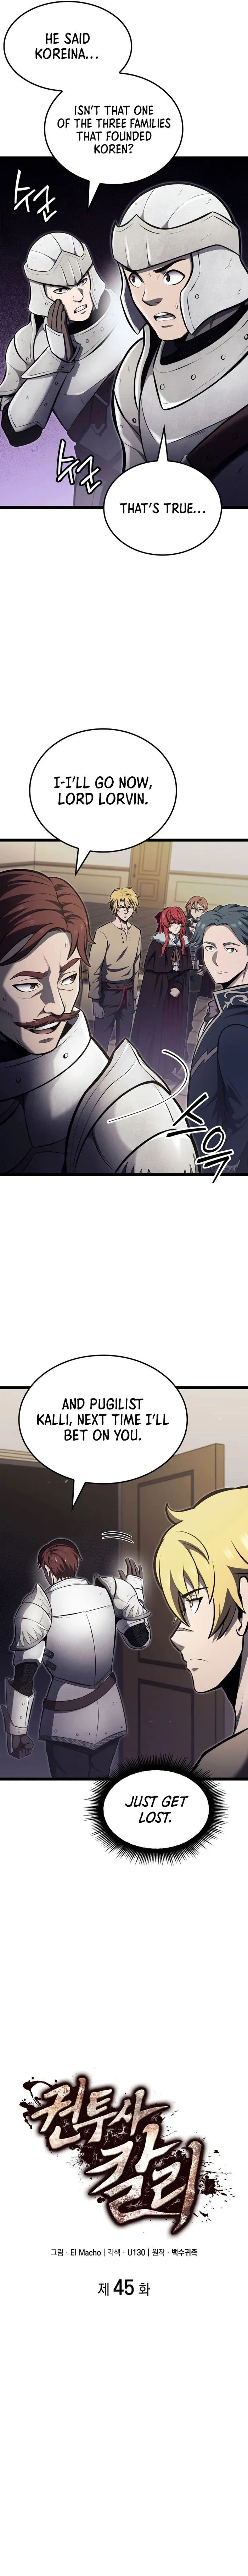 HE SAID
KOREINA...
ISN'T THAT ONE
OF THE THREE FAMILIES
THAT FOUNDED
KOREN?
수군
수군
THAT'S TRUE...
I-I'LL GO NOW,
LORD LORVIN.
AND PUGILIST
KALLI, NEXT TIME I'LL
BET ON YOU.
JUST GET
LOST.
권투사
칼리
그림 · El Macho | 각색 · U130 | 원작 · 백수귀족
제 45 화